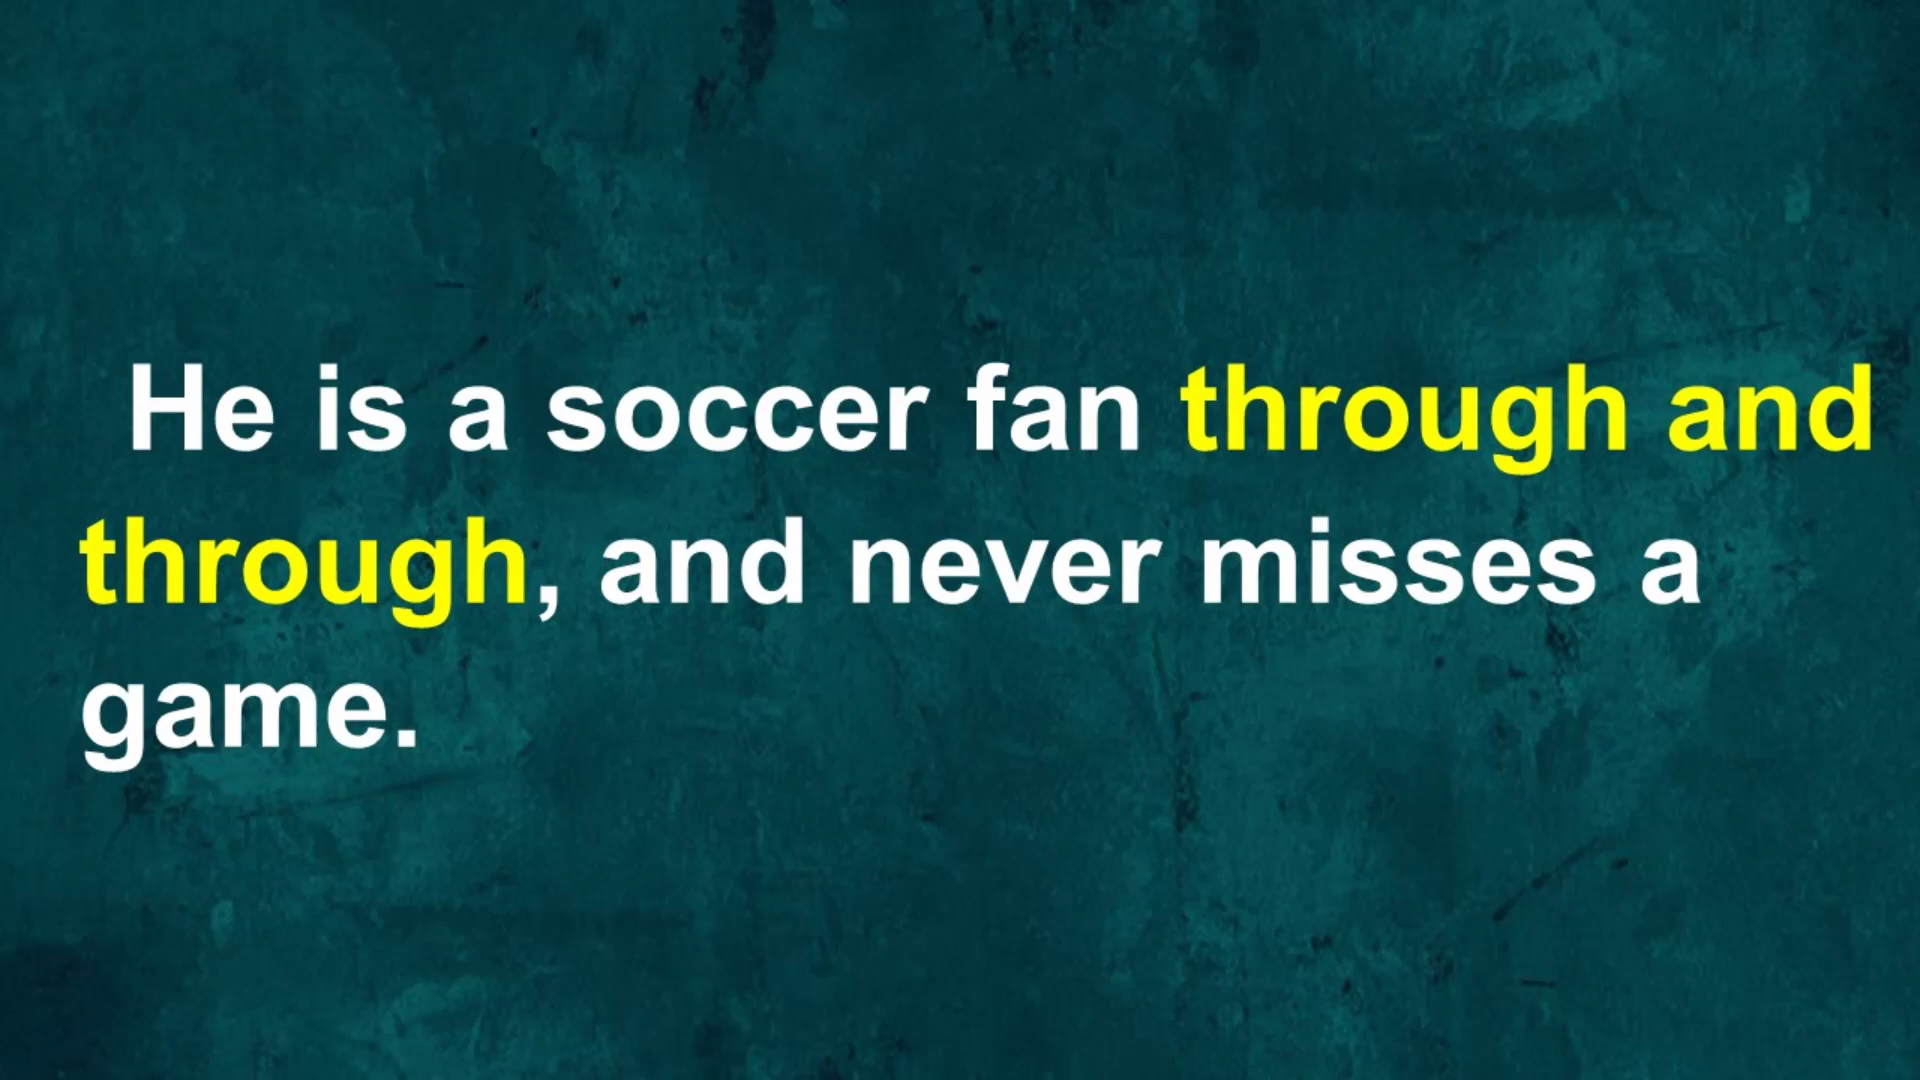 He is a soccer fan through and
through, and never misses a
game.